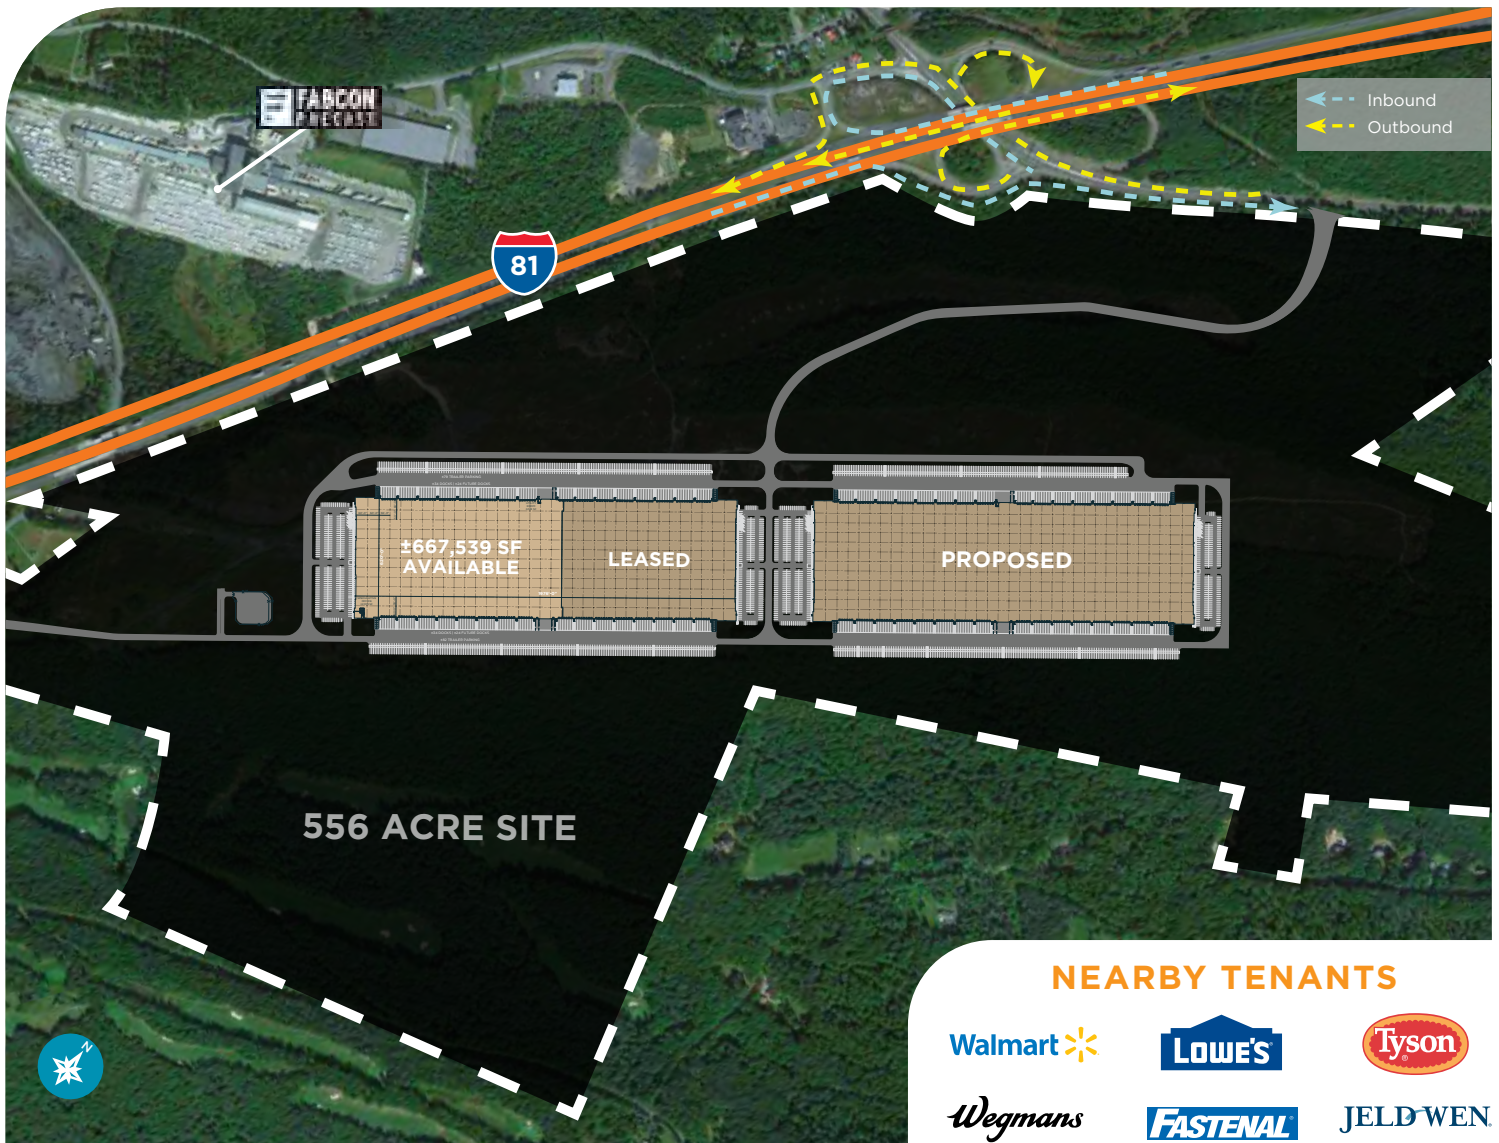 FABCON
PRECAST
Inbound
Outbound
81
±667,539 SF
AVAILABLE
LEASED
PROPOSED
556 ACRE SITE
N
NEARBY TENANTS
Walmart
LOWE'S
Tyson
Wegmans
FASTENAL
JELD WEN